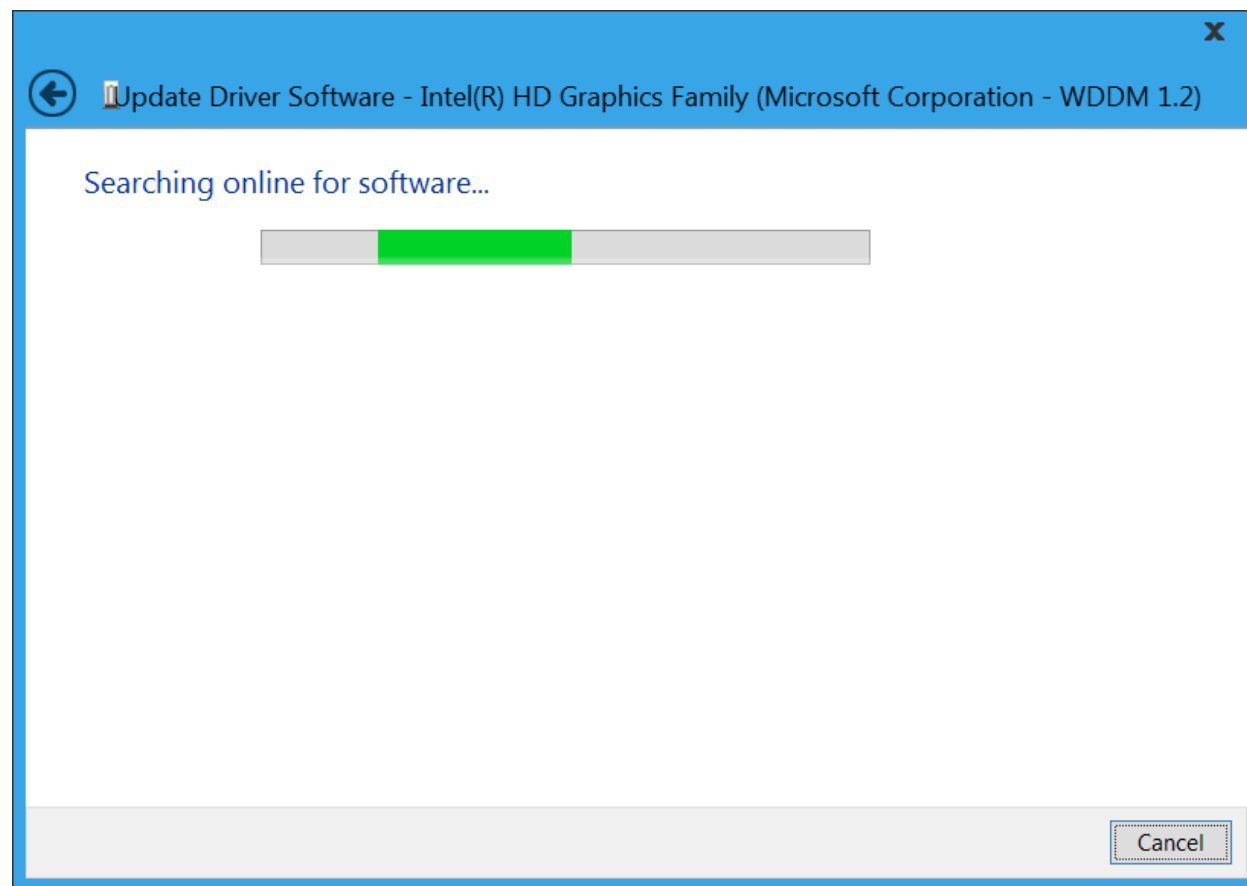 x
Update Driver Software - Intel(R) HD Graphics Family (Microsoft Corporation - WDDM 1.2)
Searching online for software...
Cancel